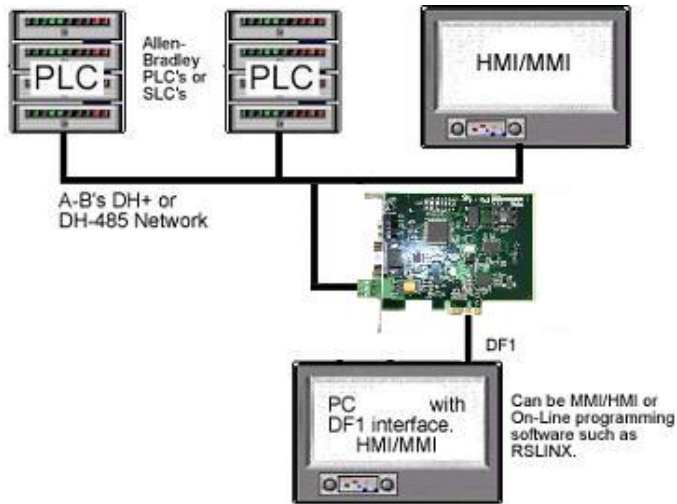 PLC
Allen-
Bradley
PLC's or
SLC's
PLC
HMI/MMI
A-B's DH+ or
DH-485 Network
DF1
PC with
DF1 interface.
HMI/MMI
Can be MMI/HMI or
On-Line programming
software such as
RSLINX.